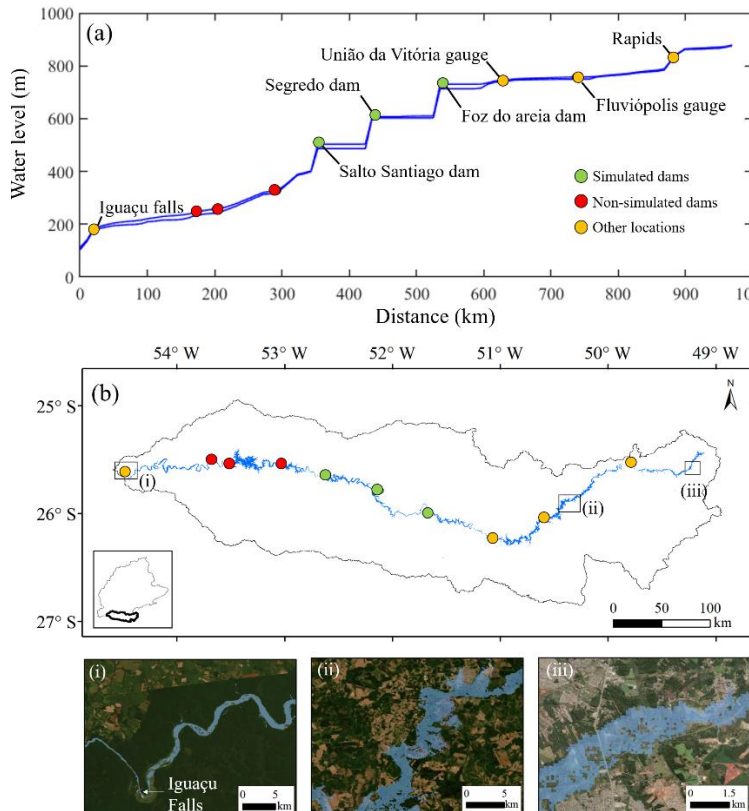 (a)
Water level (m)
1000
800
600
400
200
0
Rapids
União da Vitória gauge
Segredo dam
Foz do areia dam
Fluviópolis gauge
Salto Santiago dam
Simulated dams
Iguaçu falls
Non-simulated dams
Other locations
0 100 200 300 400 500 600 700 800 900 100
Distance (km)
54° W 53° W 52° W 51° W 50° W 49° W
(b)
N
25° S
26° S
27° S
(i)
(ii)
(iii)
0 50 100
km
(i)
Iguaçu
Falls
0 5
km
(ii)
0 5
km
(iii)
0 1.5
km